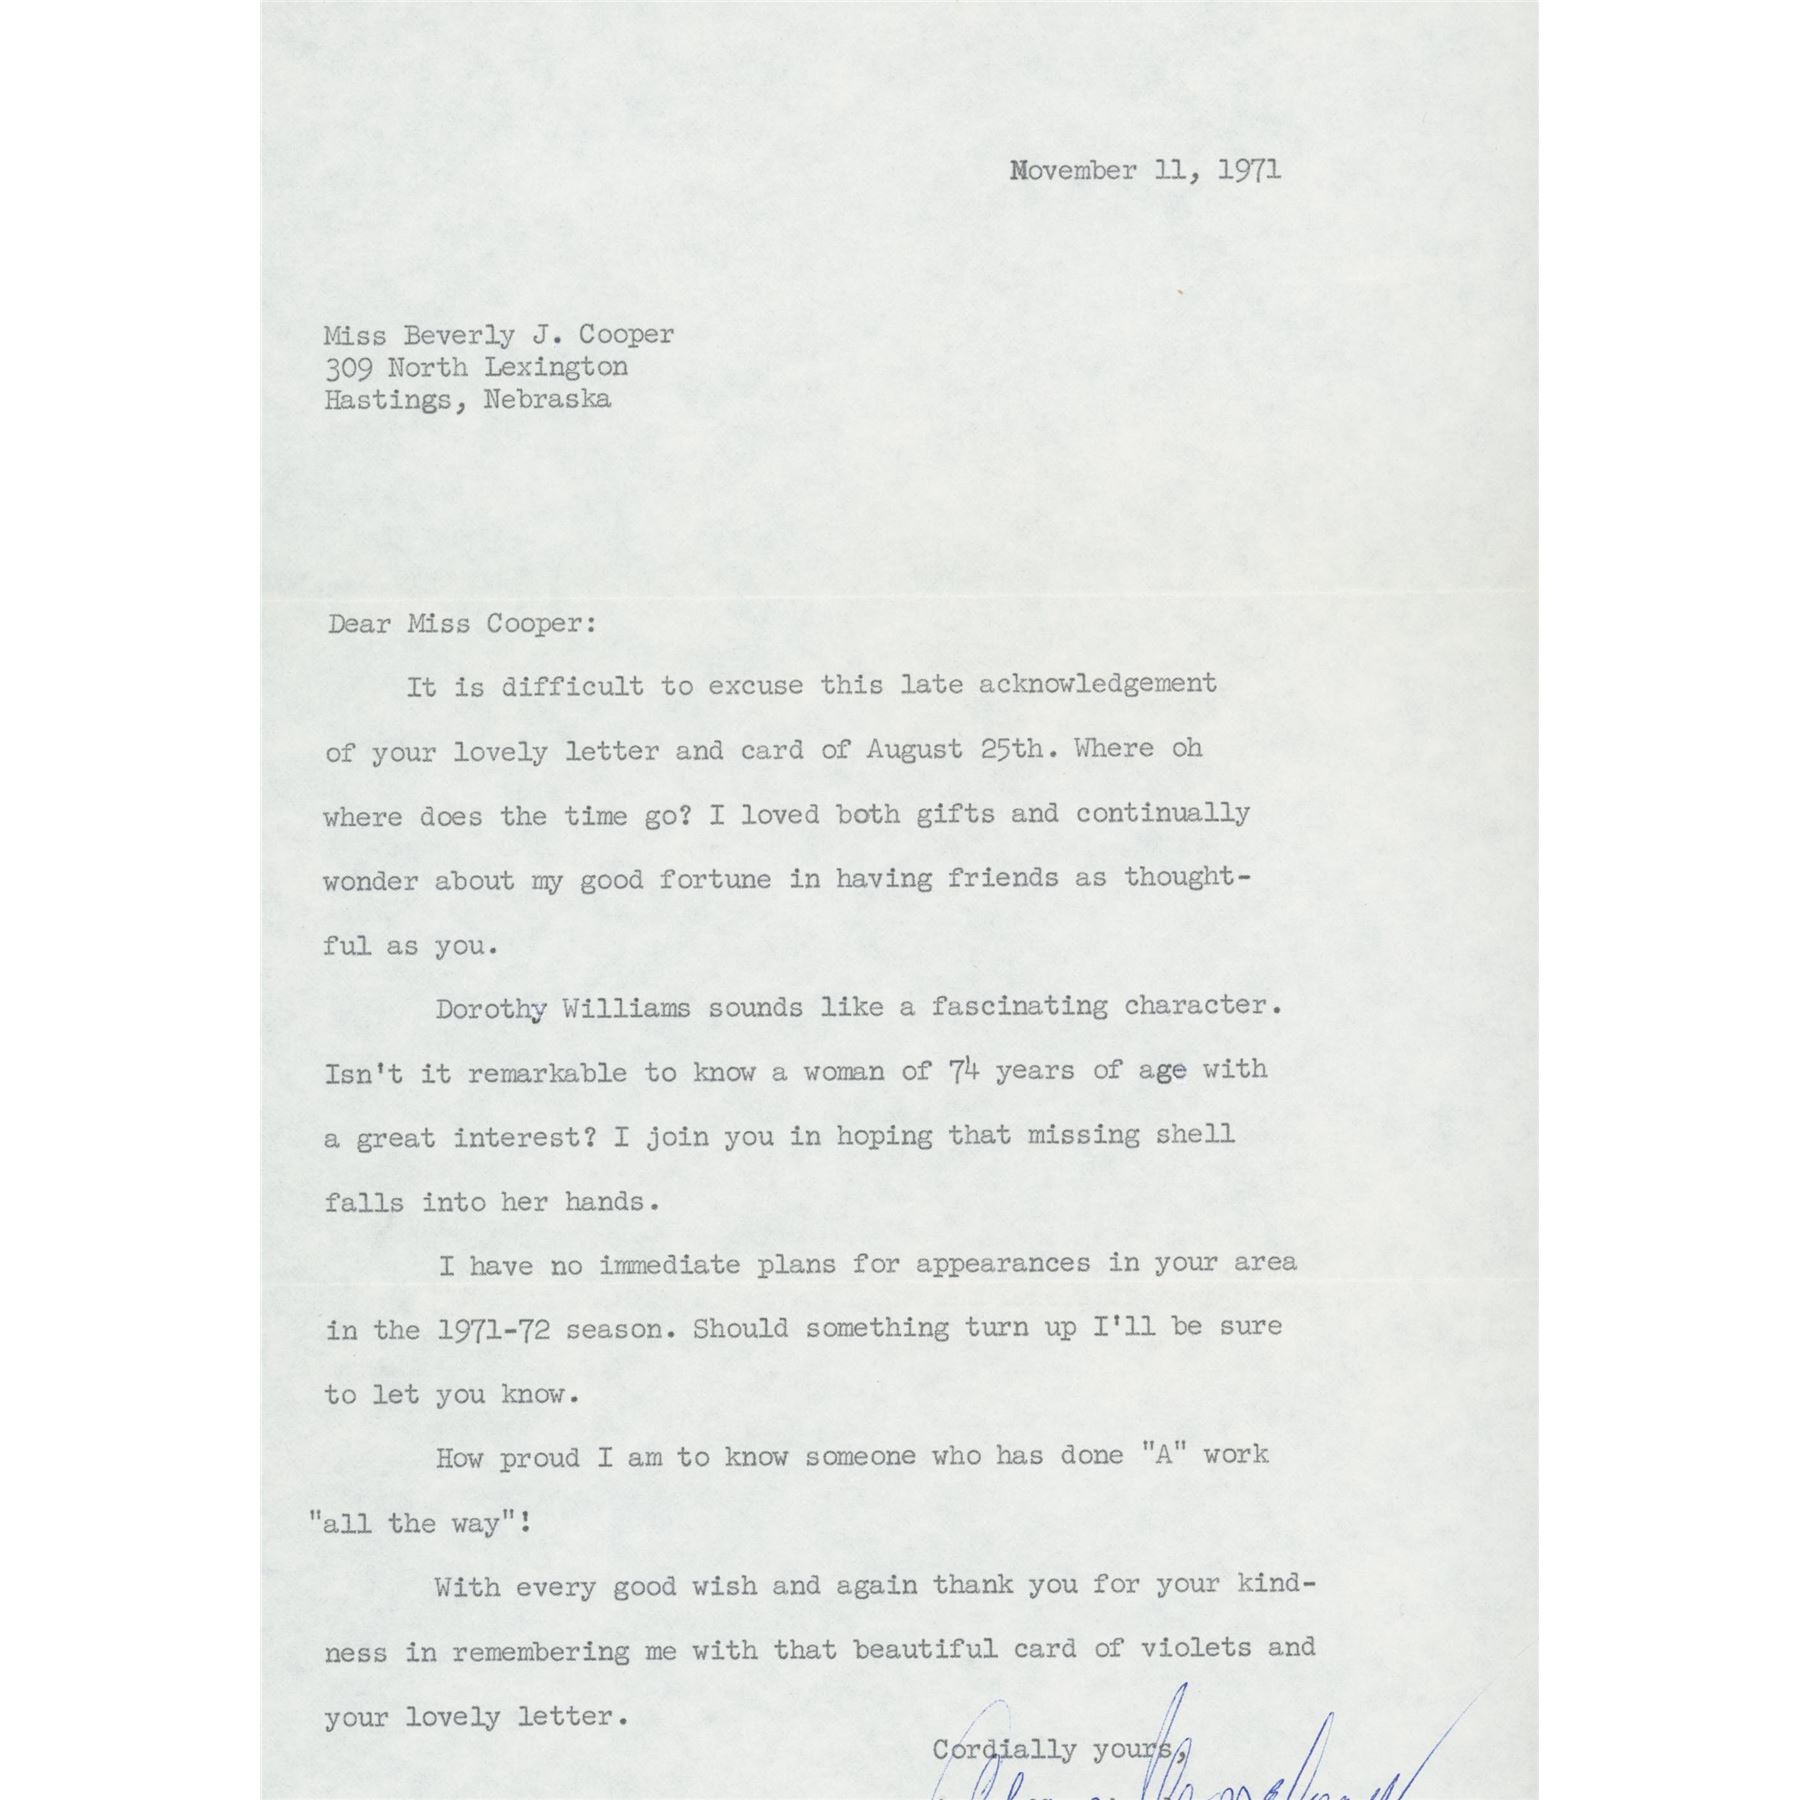 November 11, 1971
Miss Beverly J. Cooper
309 North Lexington
Hastings, Nebraska
Dear Miss Cooper:
It is difficult to excuse this late acknowledgement
of your lovely letter and card of August 25th. Where oh
where does the time go? I loved both gifts and continually
wonder about my good fortune in having friends as thought-
ful as you.
Dorothy Williams sounds like a fascinating character.
Isn't it remarkable to know a woman of 74 years of age with
a great interest? I join you in hoping that missing shell
falls into her hands.
I have no immediate plans for appearances in your area
in the 1971-72 season. Should something turn up I'll be sure
to let you know.
How proud I am to know someone who has done "A" work
"all the way"!
With every good wish and again thank you for your kind-
ness in remembering me with that beautiful card of violets and
your lovely letter.
Cordially yours,